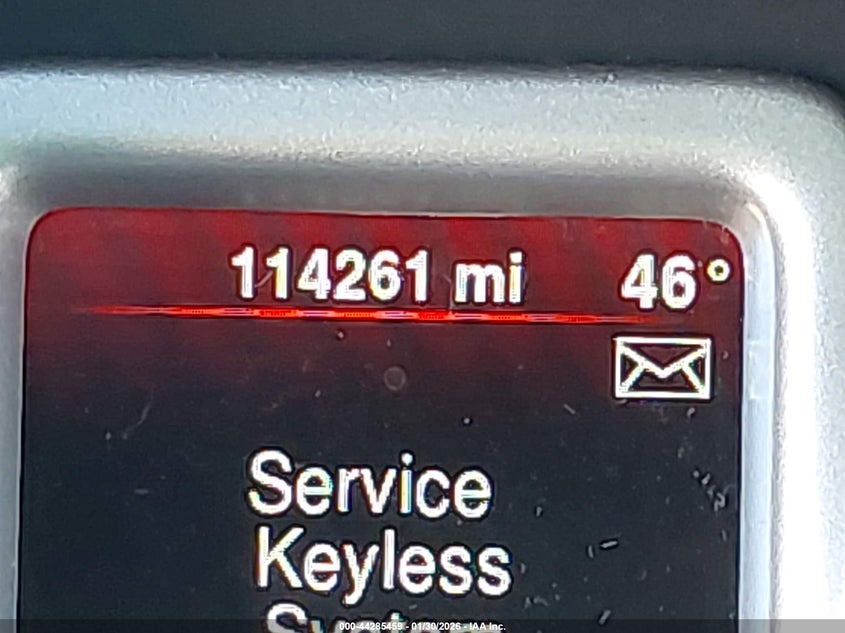 114261 mi 46°
Service
Keyless
000-44285459 - 01/30/2026 - IAA Inc.